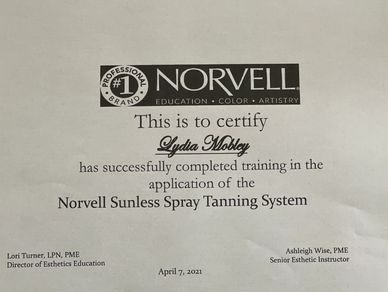 PROFESSIONAL
#1
BRAND
NORVELL
EDUCATION • COLOR • ARTISTRY
This is to certify
Lydia Mobley
has successfully completed training in the
application of the
Norvell Sunless Spray Tanning System
Lori Turner, LPN, PME
Director of Esthetics Education
Ashleigh Wise, PME
Senior Esthetic Instructor
April 7, 2021